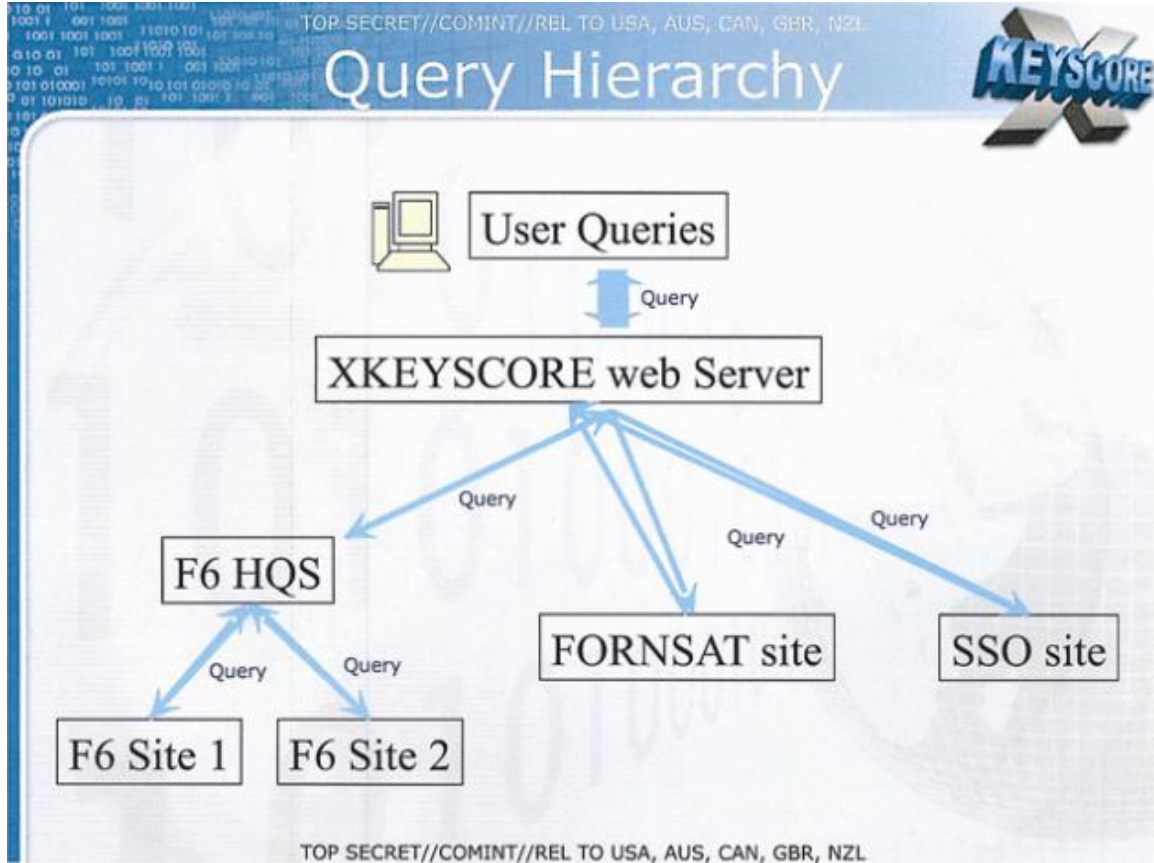 TOP SECRET//COMINT//REL TO USA, AUS, CAN, GBR, NZL
Query Hierarchy
X
KEYSCORE
User Queries
Query
XKEYSCORE web Server
Query
Query
Query
F6 HQS
FORNSAT site
SSO site
Query
Query
F6 Site 1
F6 Site 2
TOP SECRET//COMINT//REL TO USA, AUS, CAN, GBR, NZL